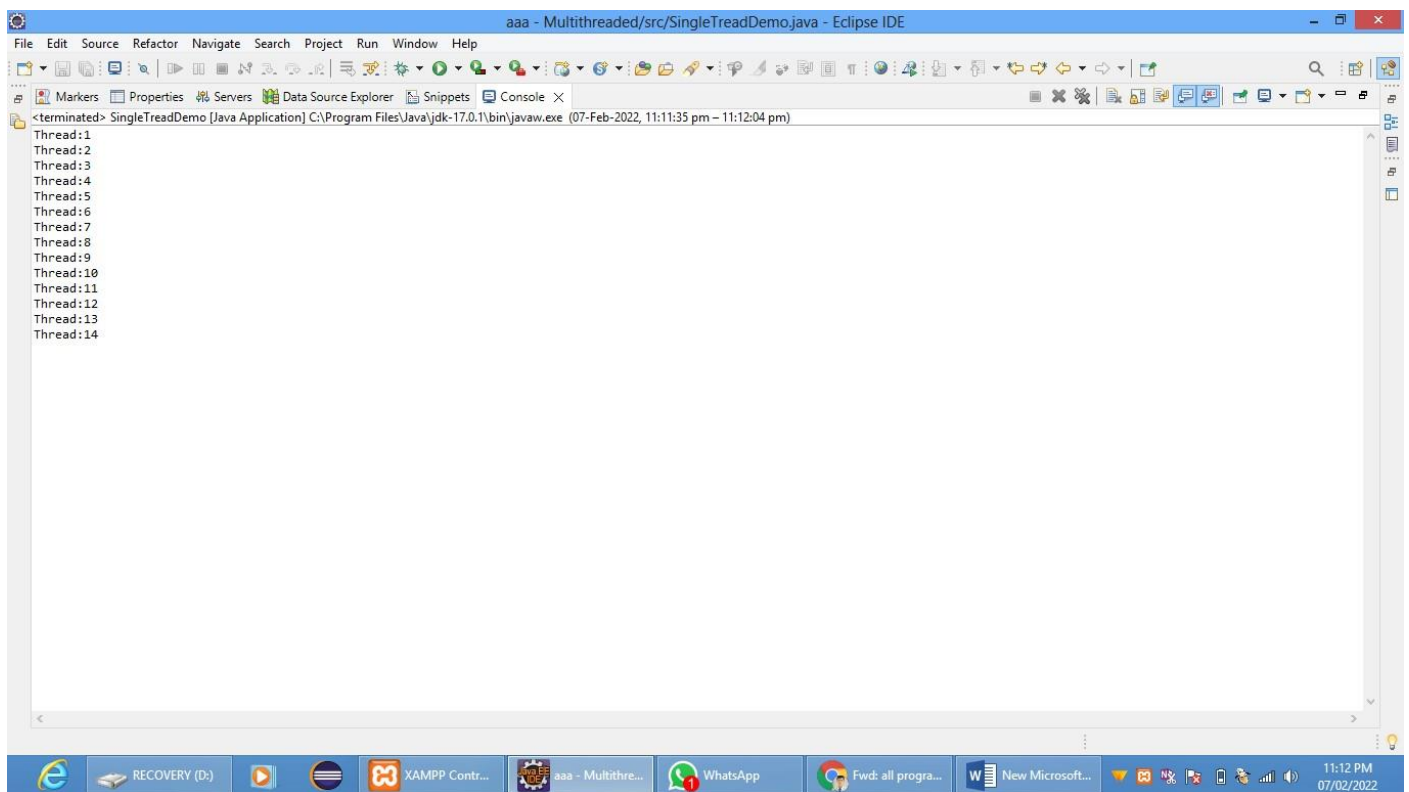 aaa - Multithreaded/src/SingleTreadDemo.java - Eclipse IDE
File Edit Source Refactor Navigate Search Project Run Window Help
Markers Properties Servers Data Source Explorer Snippets Console
<terminated> SingleTreadDemo [Java Application] C:\Program Files\Java\jdk-17.0.1\bin\javaw.exe (07-Feb-2022, 11:11:35 pm – 11:12:04 pm)
Thread:1
Thread:2
Thread:3
Thread:4
Thread:5
Thread:6
Thread:7
Thread:8
Thread:9
Thread:10
Thread:11
Thread:12
Thread:13
Thread:14
RECOVERY (D:) XAMPP Contr... Java EE IDE aaa - Multithre... 1 WhatsApp Fwd: all progra... W New Microsoft... 11:12 PM
07/02/2022